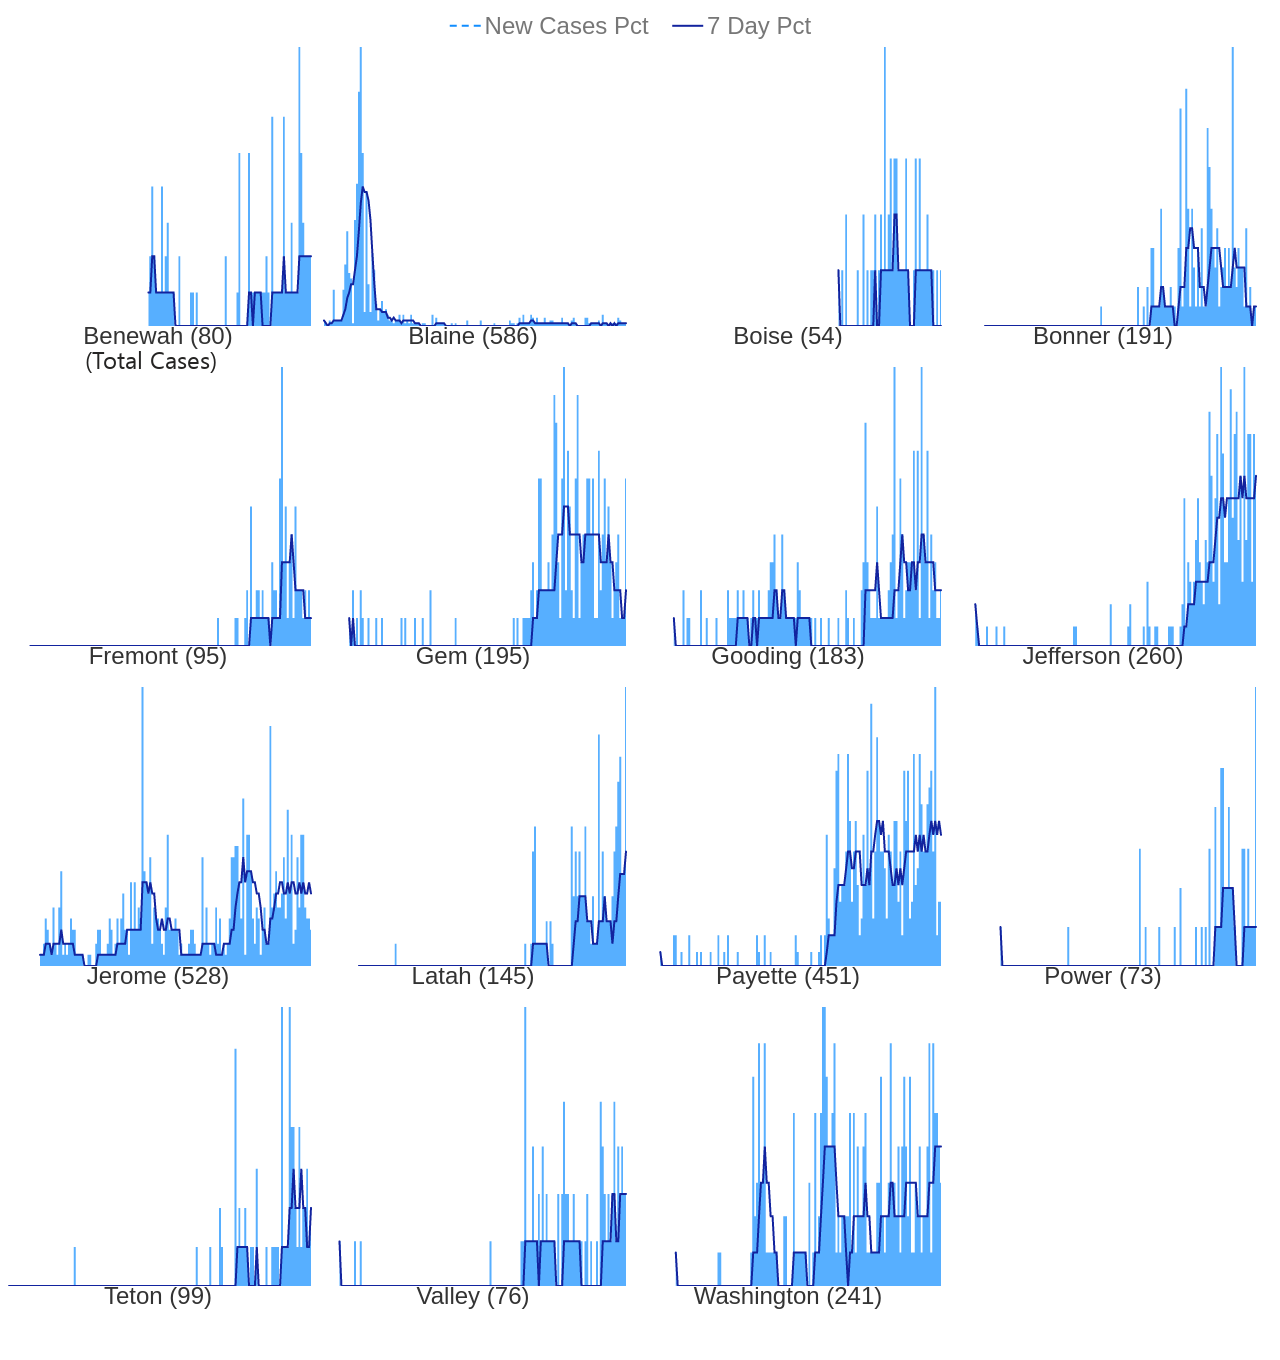 New Cases Pct 7 Day Pct
Benewah (80) Blaine (586) Boise (54) Bonner (191)
(Total Cases)
Fremont (95) Gem (195) Gooding (183) Jefferson (260)
Jerome (528) Latah (145) Payette (451) Power (73)
Teton (99) Valley (76) Washington (241)